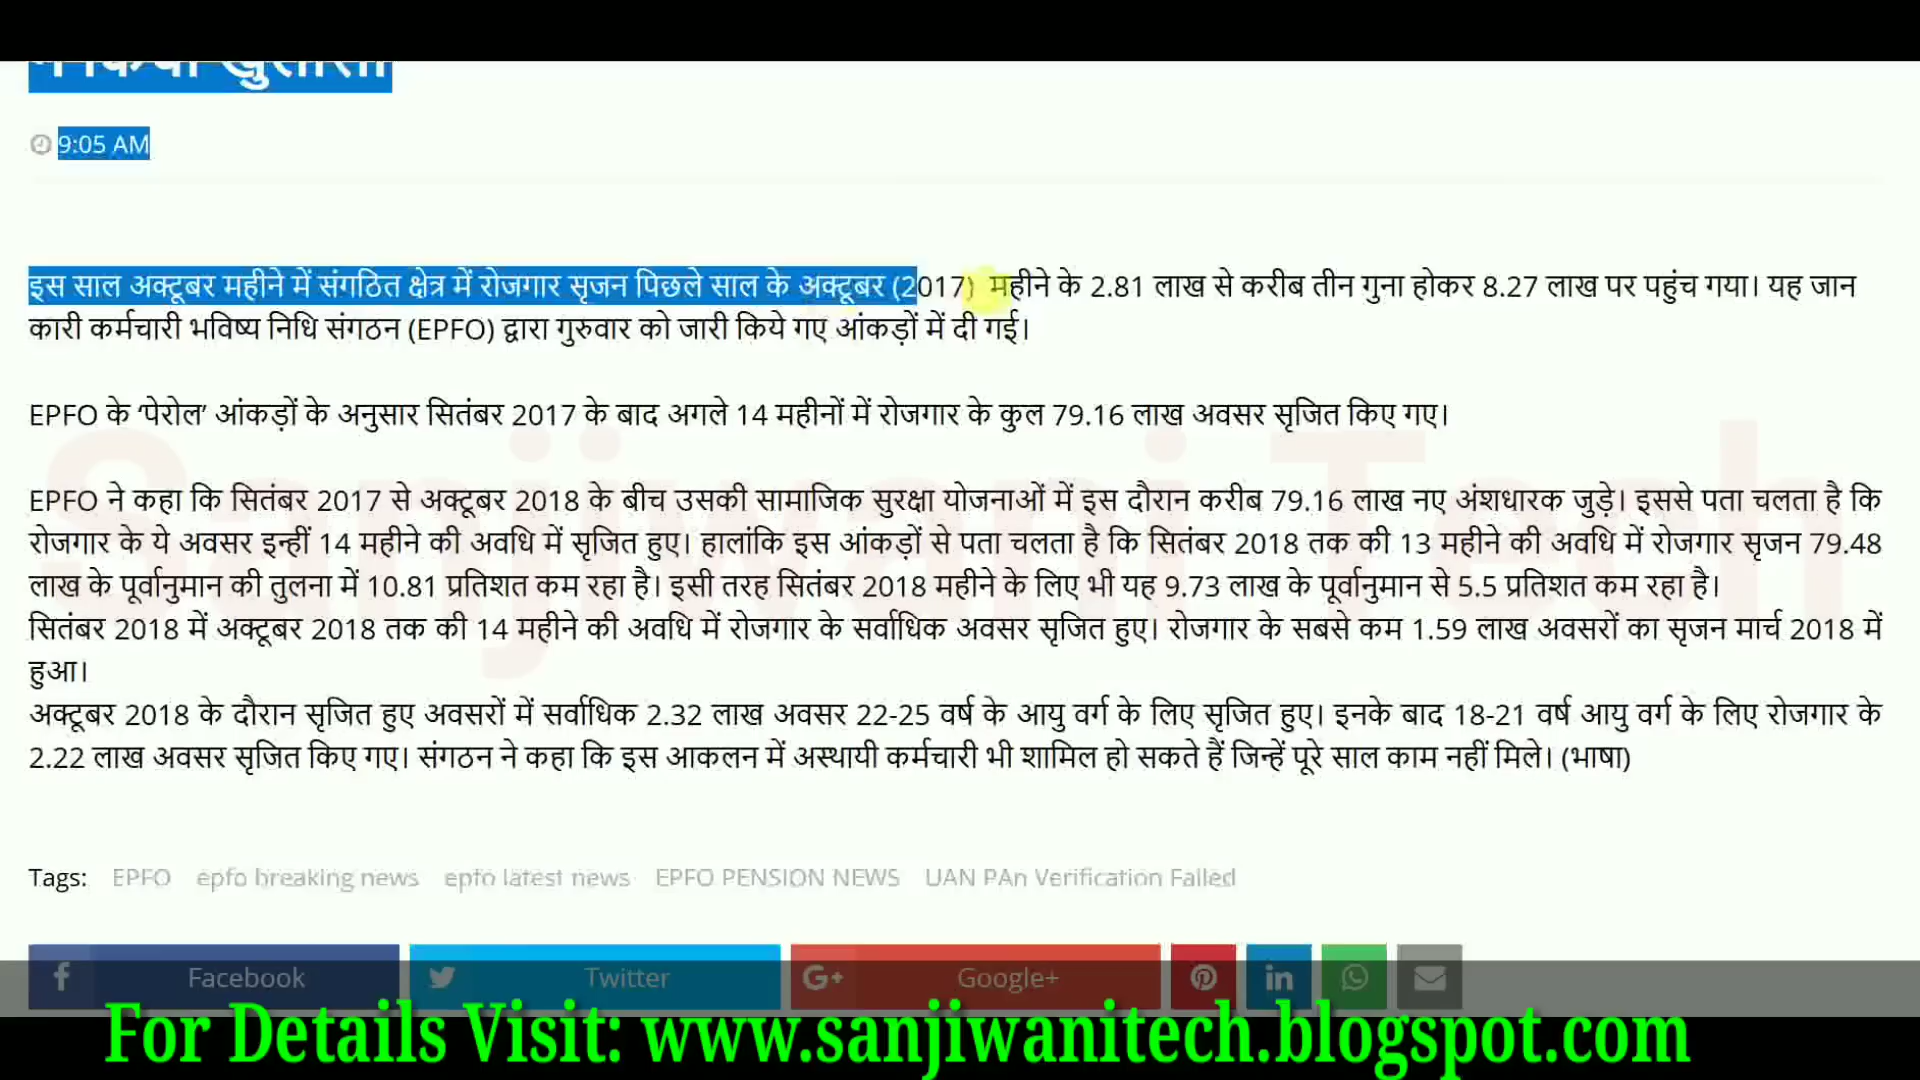 9:05 AM
इस साल अक्टूबर महीने में संगठित क्षेत्र में रोजगार सृजन पिछले साल के अक्टूबर (2017) महीने के 2.81 लाख से करीब तीन गुना होकर 8.27 लाख पर पहुंच गया। यह जान
कारी कर्मचारी भविष्य निधि संगठन (EPFO) द्वारा गुरुवार को जारी किये गए आंकड़ों में दी गई।
EPFO के ‘पेरोल’ आंकड़ों के अनुसार सितंबर 2017 के बाद अगले 14 महीनों में रोजगार के कुल 79.16 लाख अवसर सृजित किए गए।
EPFO ने कहा कि सितंबर 2017 से अक्टूबर 2018 के बीच उसकी सामाजिक सुरक्षा योजनाओं में इस दौरान करीब 79.16 लाख नए अंशधारक जुड़े। इससे पता चलता है कि
रोजगार के ये अवसर इन्हीं 14 महीने की अवधि में सृजित हुए। हालांकि इस आंकड़ों से पता चलता है कि सितंबर 2018 तक की 13 महीने की अवधि में रोजगार सृजन 79.48
लाख के पूर्वानुमान की तुलना में 10.81 प्रतिशत कम रहा है। इसी तरह सितंबर 2018 महीने के लिए भी यह 9.73 लाख के पूर्वानुमान से 5.5 प्रतिशत कम रहा है।
सितंबर 2018 में अक्टूबर 2018 तक की 14 महीने की अवधि में रोजगार के सर्वाधिक अवसर सृजित हुए। रोजगार के सबसे कम 1.59 लाख अवसरों का सृजन मार्च 2018 में
हुआ।
अक्टूबर 2018 के दौरान सृजित हुए अवसरों में सर्वाधिक 2.32 लाख अवसर 22-25 वर्ष के आयु वर्ग के लिए सृजित हुए। इनके बाद 18-21 वर्ष आयु वर्ग के लिए रोजगार के
2.22 लाख अवसर सृजित किए गए। संगठन ने कहा कि इस आकलन में अस्थायी कर्मचारी भी शामिल हो सकते हैं जिन्हें पूरे साल काम नहीं मिले। (भाषा)
Sanjiwani Tech
Tags: EPFO epfo breaking news epfo latest news EPFO PENSION NEWS UAN PAn Verification Failed
Facebook Twitter G+ Google+ in
For Details Visit: www.sanjiwanitech.blogspot.com